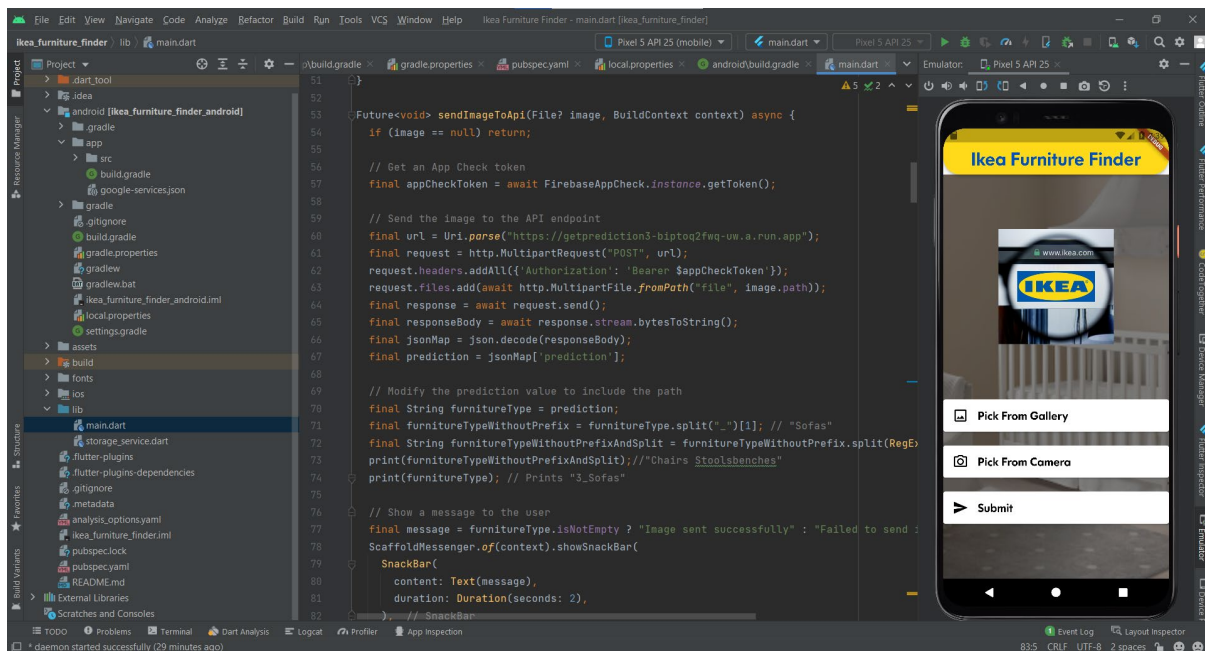 File Edit View Navigate Code Analyze Refactor Build Run Tools VCS Window Help Ikea Furniture Finder - main.dart [ikea_furniture_finder]
ikea_furniture_finder lib main.dart
Pixel 5 API 25 (mobile) main.dart Pixel 5 API 25
Project
build.gradle gradle.properties pubspec.yaml local.properties android\build.gradle main.dart
Emulator: Pixel 5 API 25
5 2
.dart_tool
.idea
android [ikea_furniture_finder_android]
.gradle
app
src
build.gradle
google-services.json
gradle
.gitignore
build.gradle
gradle.properties
gradlew
gradlew.bat
ikea_furniture_finder_android.iml
local.properties
settings.gradle
assets
build
fonts
ios
lib
main.dart
storage_service.dart
.flutter-plugins
.flutter-plugins-dependencies
.gitignore
.metadata
analysis_options.yaml
ikea_furniture_finder.iml
pubspec.lock
pubspec.yaml
README.md
External Libraries
Scratches and Consoles
51 }
52
53 Future<void> sendImageToApi(File? image, BuildContext context) async {
54 if (image == null) return;
55
56 // Get an App Check token
57 final appCheckToken = await FirebaseAppCheck.instance.getToken();
58
59 // Send the image to the API endpoint
60 final url = Uri.parse("https://getprediction3-biptoq2fwq-uw.a.run.app");
61 final request = http.MultipartRequest("POST", url);
62 request.headers.addAll({'Authorization': 'Bearer $appCheckToken'});
63 request.files.add(await http.MultipartFile.fromPath("file", image.path));
64 final response = await request.send();
65 final responseBody = await response.stream.bytesToString();
66 final jsonMap = json.decode(responseBody);
67 final prediction = jsonMap['prediction'];
68
69 // Modify the prediction value to include the path
70 final String furnitureType = prediction;
71 final furnitureTypeWithoutPrefix = furnitureType.split("_")[1]; // "Sofas"
72 final String furnitureTypeWithoutPrefixAndSplit = furnitureTypeWithoutPrefix.split(RegEx
73 print(furnitureTypeWithoutPrefixAndSplit);//"Chairs Stoolsbenches"
74 print(furnitureType); // Prints "3_Sofas"
75
76 // Show a message to the user
77 final message = furnitureType.isNotEmpty ? "Image sent successfully" : "Failed to send
78 ScaffoldMessenger.of(context).showSnackBar(
79 SnackBar(
80 content: Text(message),
81 duration: Duration(seconds: 2),
82 ), // SnackBar
Ikea Furniture Finder
www.ikea.com
IKEA
Pick From Gallery
Pick From Camera
Submit
Project
Resource Manager
Structure
Favorites
Build Variants
Flutter Outline
Flutter Performance
CodeTogether
Device Manager
Flutter Inspector
Emulator
TODO Problems Terminal Dart Analysis Logcat Profiler App Inspection Event Log Layout Inspector
* daemon started successfully (29 minutes ago) 83:5 CRLF UTF-8 2 spaces